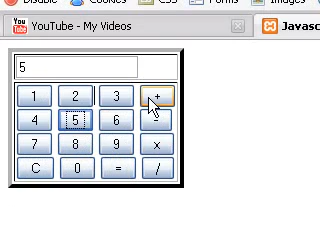 Disable Cookies CSS Forms Images
YouTube - My Videos Javasc
5
1 2 3 +
4 5 6 -
7 8 9 x
C 0 = /